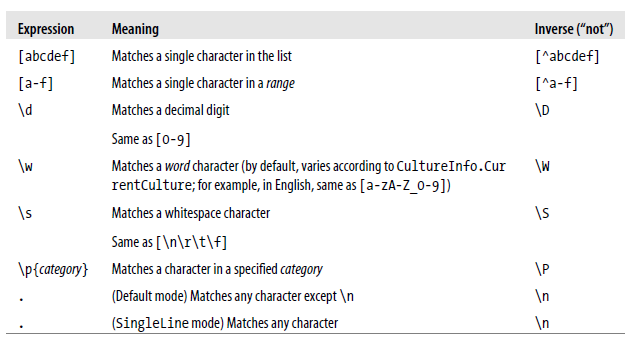 Expression Meaning Inverse (“not”)
[abcdef] Matches a single character in the list [^abcdef]
[a-f] Matches a single character in a range [^a-f]
\d Matches a decimal digit \D
Same as [0-9]
\w Matches a word character (by default, varies according to CultureInfo.Cur \W
rentCulture; for example, in English, same as [a-zA-Z_0-9])
\s Matches a whitespace character \S
Same as [\n\r\t\f]
\p{category} Matches a character in a specified category \P
. (Default mode) Matches any character except \n \n
. (SingleLine mode) Matches any character \n